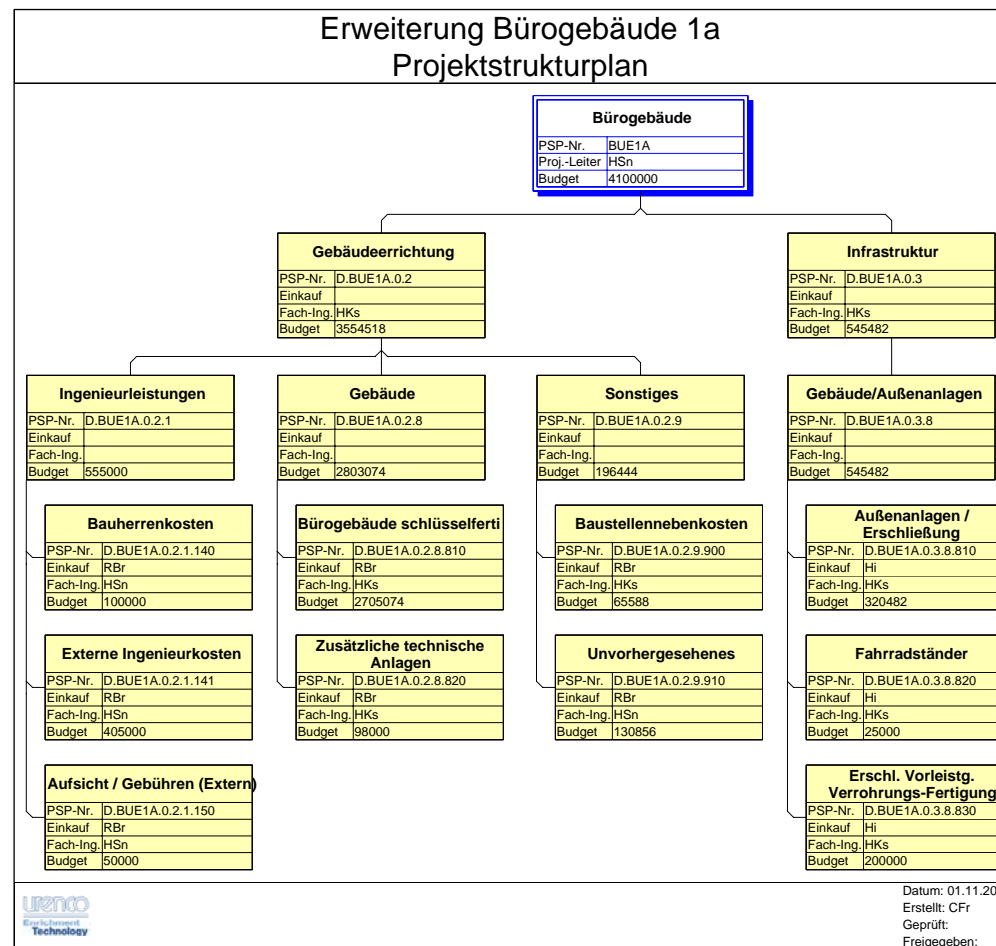 Erweiterung Bürogebäude 1a
Projektstrukturplan
Bürogebäude
PSP-Nr. BUE1A
Proj.-Leiter HSn
Budget 4100000
Gebäudeerrichtung
PSP-Nr. D.BUE1A.0.2
Einkauf
Fach-Ing. HKs
Budget 3554518
Infrastruktur
PSP-Nr. D.BUE1A.0.3
Einkauf
Fach-Ing. HKs
Budget 545482
Ingenieurleistungen
PSP-Nr. D.BUE1A.0.2.1
Einkauf
Fach-Ing.
Budget 555000
Gebäude
PSP-Nr. D.BUE1A.0.2.8
Einkauf
Fach-Ing.
Budget 2803074
Sonstiges
PSP-Nr. D.BUE1A.0.2.9
Einkauf
Fach-Ing.
Budget 196444
Gebäude/Außenanlagen
PSP-Nr. D.BUE1A.0.3.8
Einkauf
Fach-Ing.
Budget 545482
Bauherrenkosten
PSP-Nr. D.BUE1A.0.2.1.140
Einkauf RBr
Fach-Ing. HSn
Budget 100000
Bürogebäude schlüsselferti
PSP-Nr. D.BUE1A.0.2.8.810
Einkauf RBr
Fach-Ing. HKs
Budget 2705074
Baustellennebenkosten
PSP-Nr. D.BUE1A.0.2.9.900
Einkauf RBr
Fach-Ing. HKs
Budget 65588
Außenanlagen /
Erschließung
PSP-Nr. D.BUE1A.0.3.8.810
Einkauf Hi
Fach-Ing. HKs
Budget 320482
Externe Ingenieurkosten
PSP-Nr. D.BUE1A.0.2.1.141
Einkauf RBr
Fach-Ing. HSn
Budget 405000
Zusätzliche technische
Anlagen
PSP-Nr. D.BUE1A.0.2.8.820
Einkauf RBr
Fach-Ing. HKs
Budget 98000
Unvorhergesehenes
PSP-Nr. D.BUE1A.0.2.9.910
Einkauf RBr
Fach-Ing. HSn
Budget 130856
Fahrradständer
PSP-Nr. D.BUE1A.0.3.8.820
Einkauf Hi
Fach-Ing. HKs
Budget 25000
Aufsicht / Gebühren (Extern)
PSP-Nr. D.BUE1A.0.2.1.150
Einkauf RBr
Fach-Ing. HSn
Budget 50000
Erschl. Vorleistg.
Verrohrungs-Fertigung
PSP-Nr. D.BUE1A.0.3.8.830
Einkauf Hi
Fach-Ing. HKs
Budget 200000
urenco
Enrichment
Technology
Datum: 01.11.20
Erstellt: CFr
Geprüft:
Freigegeben: